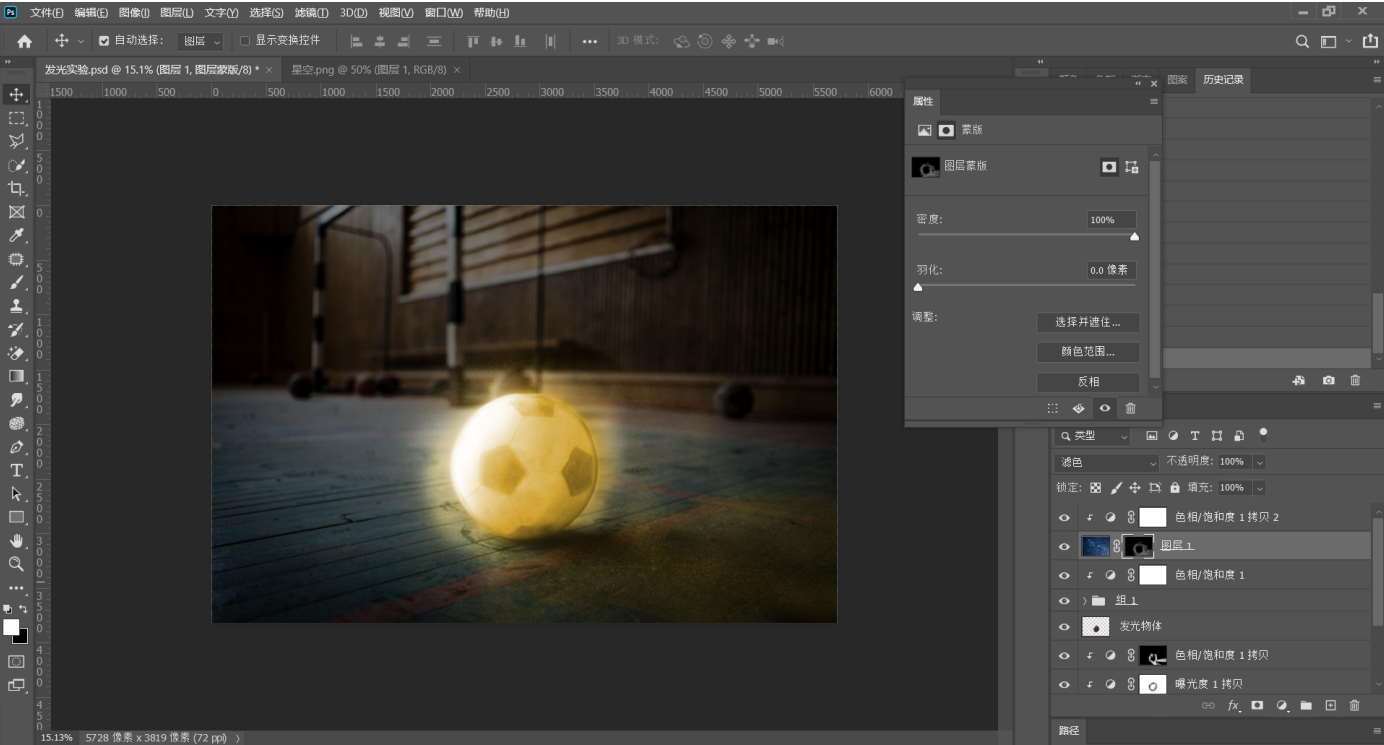 Ps 文件(F) 编辑(E) 图像(I) 图层(L) 文字(Y) 选择(S) 滤镜(T) 3D(D) 视图(V) 窗口(W) 帮助(H)
自动选择: 图层 显示变换控件 3D 模式:
发光实验.psd @ 15.1% (图层 1, 图层蒙版/8) * × 星空.png @ 50% (图层 1, RGB/8) ×
图案 历史记录
1500 1000 500 0 500 1000 1500 2000 2500 3000 3500 4000 4500 5000 5500 6000
属性
蒙版
图层蒙版
密度: 100%
羽化: 0.0 像素
调整:
选择并遮住...
颜色范围...
反相
类型
滤色 不透明度: 100%
锁定: 填充: 100%
色相/饱和度 1 拷贝 2
图层 1
色相/饱和度 1
组 1
发光物体
色相/饱和度 1 拷贝
曝光度 1 拷贝
fx
路径
15.13% 5728 像素 x 3819 像素 (72 ppi)